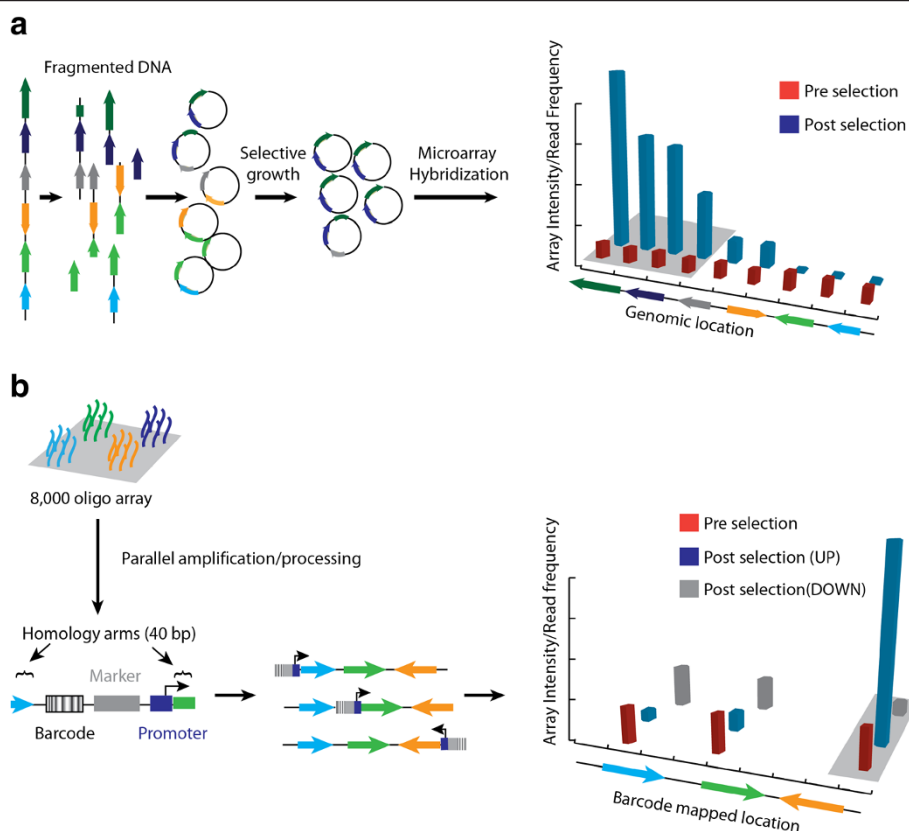 a
Fragmented DNA
Selective
growth
Microarray
Hybridization
Array Intensity/Read Frequency
Pre selection
Post selection
Genomic location
b
8,000 oligo array
Parallel amplification/processing
Homology arms (40 bp)
Marker
Barcode
Promoter
Array Intensity/Read frequency
Pre selection
Post selection (UP)
Post selection(DOWN)
Barcode mapped location